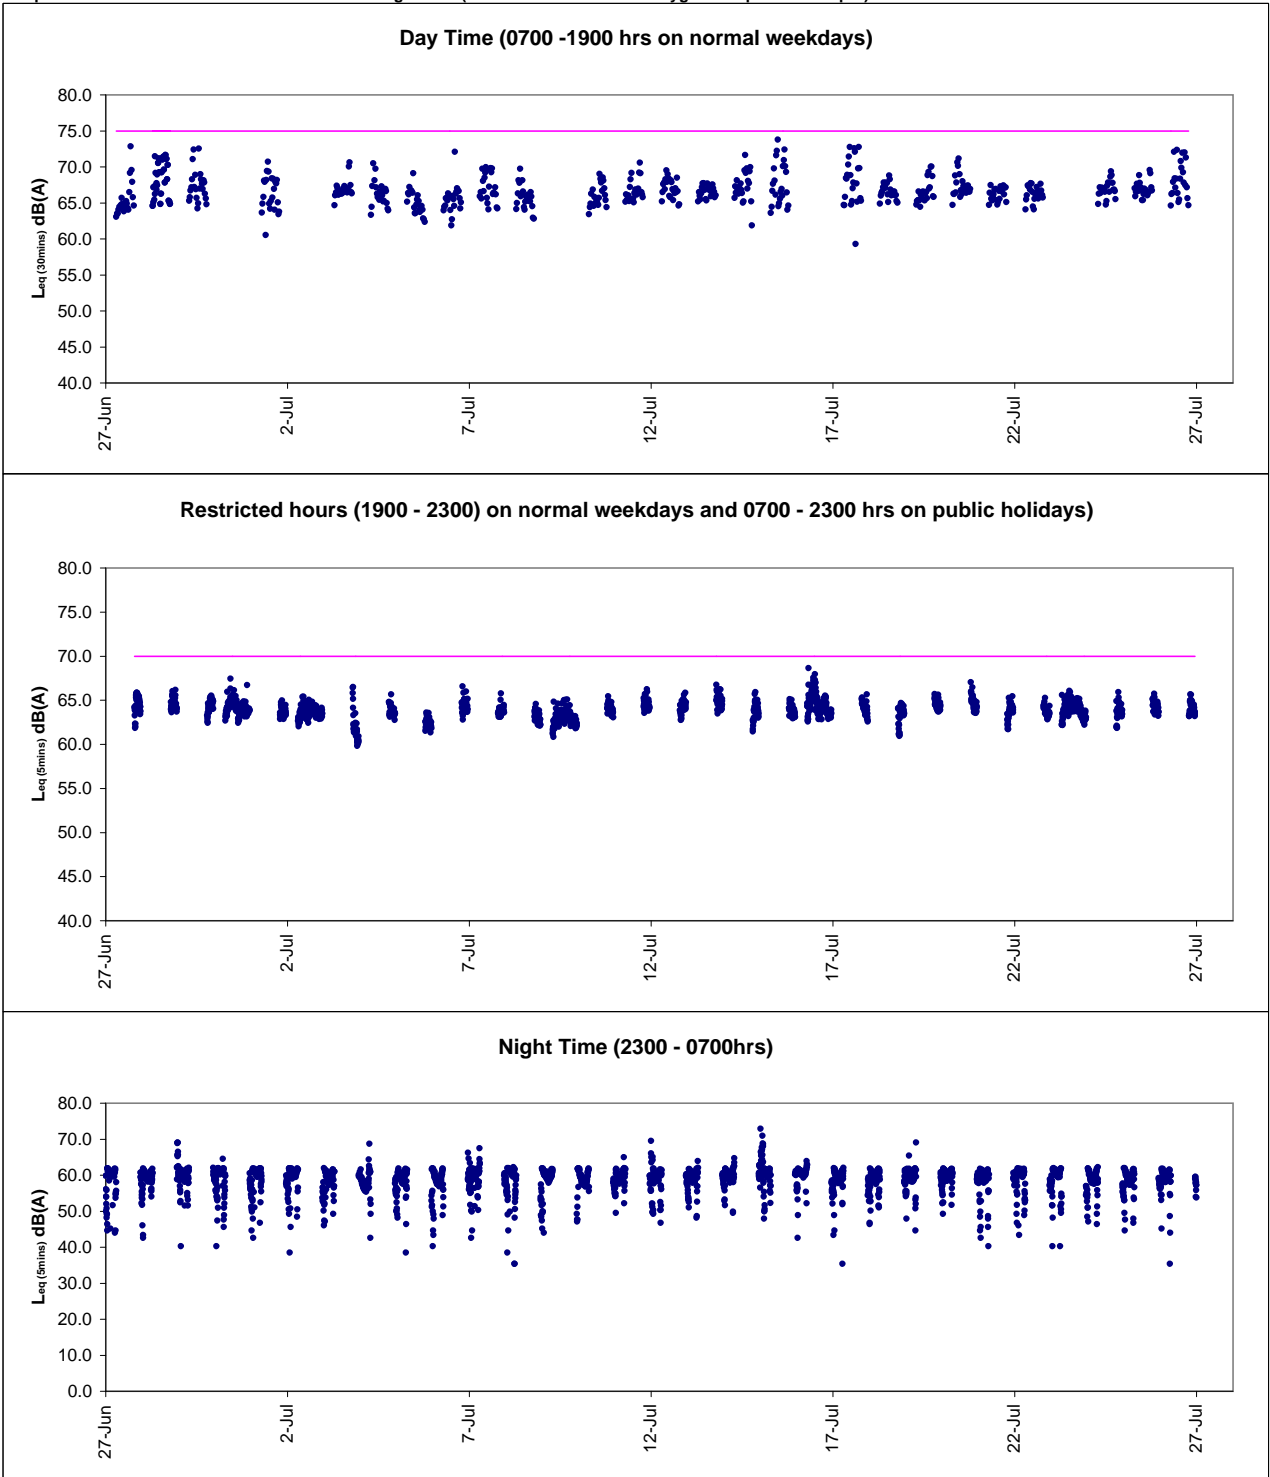 Day Time (0700 -1900 hrs on normal weekdays)
80.0
75.0
70.0
65.0
60.0
55.0
50.0
45.0
40.0
Leq (30mins) dB(A)
27-Jun
2-Jul
7-Jul
12-Jul
17-Jul
22-Jul
27-Jul
Restricted hours (1900 - 2300) on normal weekdays and 0700 - 2300 hrs on public holidays)
80.0
75.0
70.0
65.0
60.0
55.0
50.0
45.0
40.0
Leq (5mins) dB(A)
27-Jun
2-Jul
7-Jul
12-Jul
17-Jul
22-Jul
27-Jul
Night Time (2300 - 0700hrs)
80.0
70.0
60.0
50.0
40.0
30.0
20.0
10.0
0.0
Leq (5mins) dB(A)
27-Jun
2-Jul
7-Jul
12-Jul
17-Jul
22-Jul
27-Jul